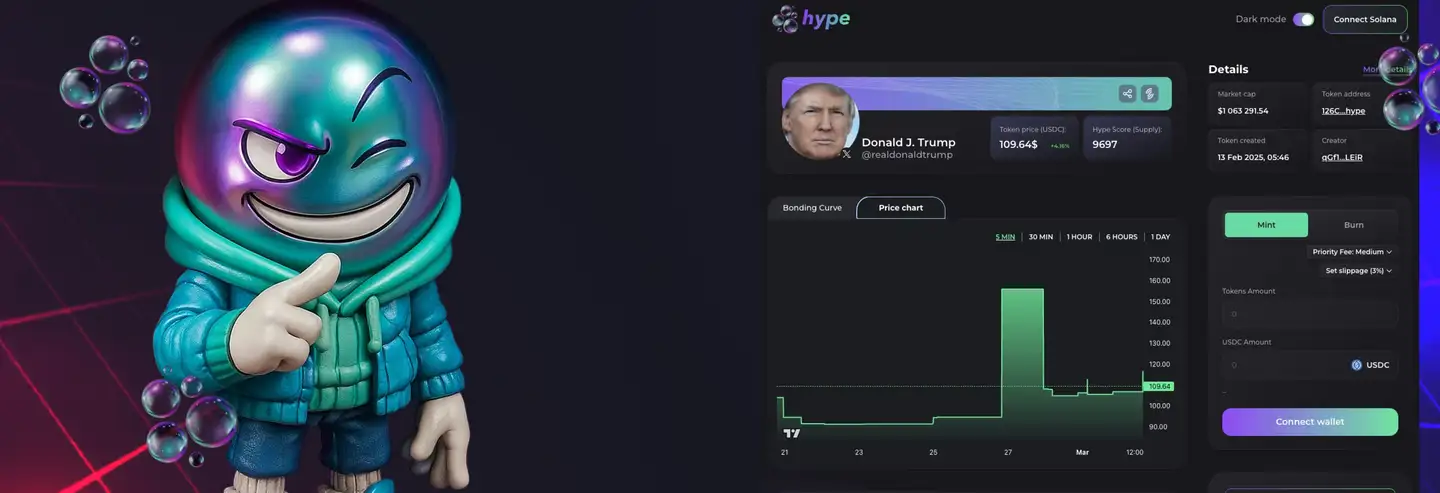 hype
Dark mode
Connect Solana
Donald J. Trump
@realdonaldtrump
Token price (USDC):
109.64$ +4.16%
Hype Score (Supply):
9697
Bonding Curve
Price chart
5 MIN | 30 MIN | 1 HOUR | 6 HOURS | 1 DAY
170.00
160.00
150.00
140.00
130.00
120.00
109.64
100.00
90.00
21 23 25 27 Mar 12:00
Details
More details
Market cap
$1 063 291.54
Token address
126C...hype
Token created
13 Feb 2025, 05:46
Creator
qGf1...LEiR
Mint
Burn
Priority Fee: Medium
Set slippage (3%)
Tokens Amount
0
USDC Amount
0
USDC
Connect wallet